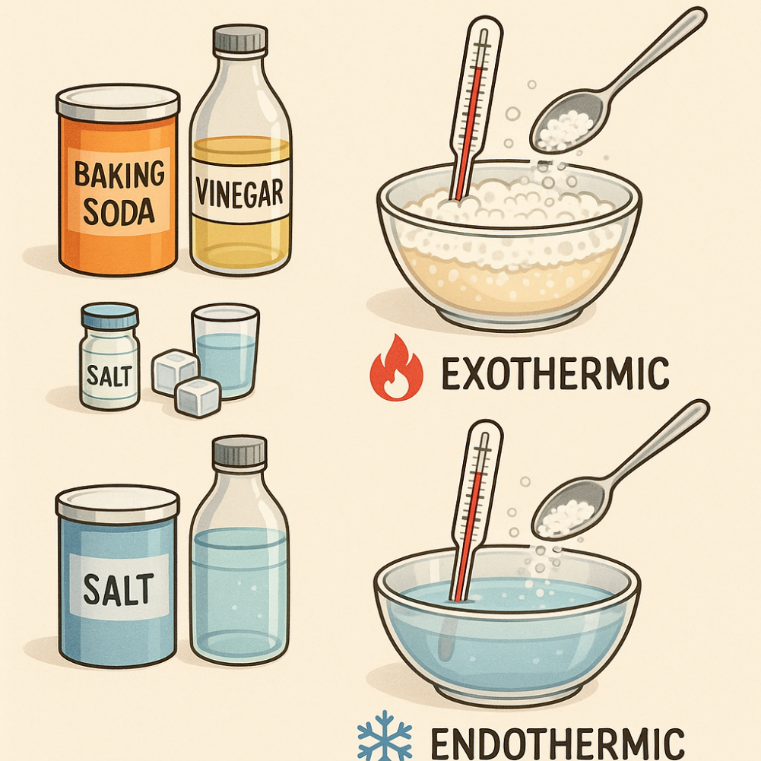 BAKING
SODA
VINEGAR
EXOTHERMIC
SALT
SALT
ENDOTHERMIC